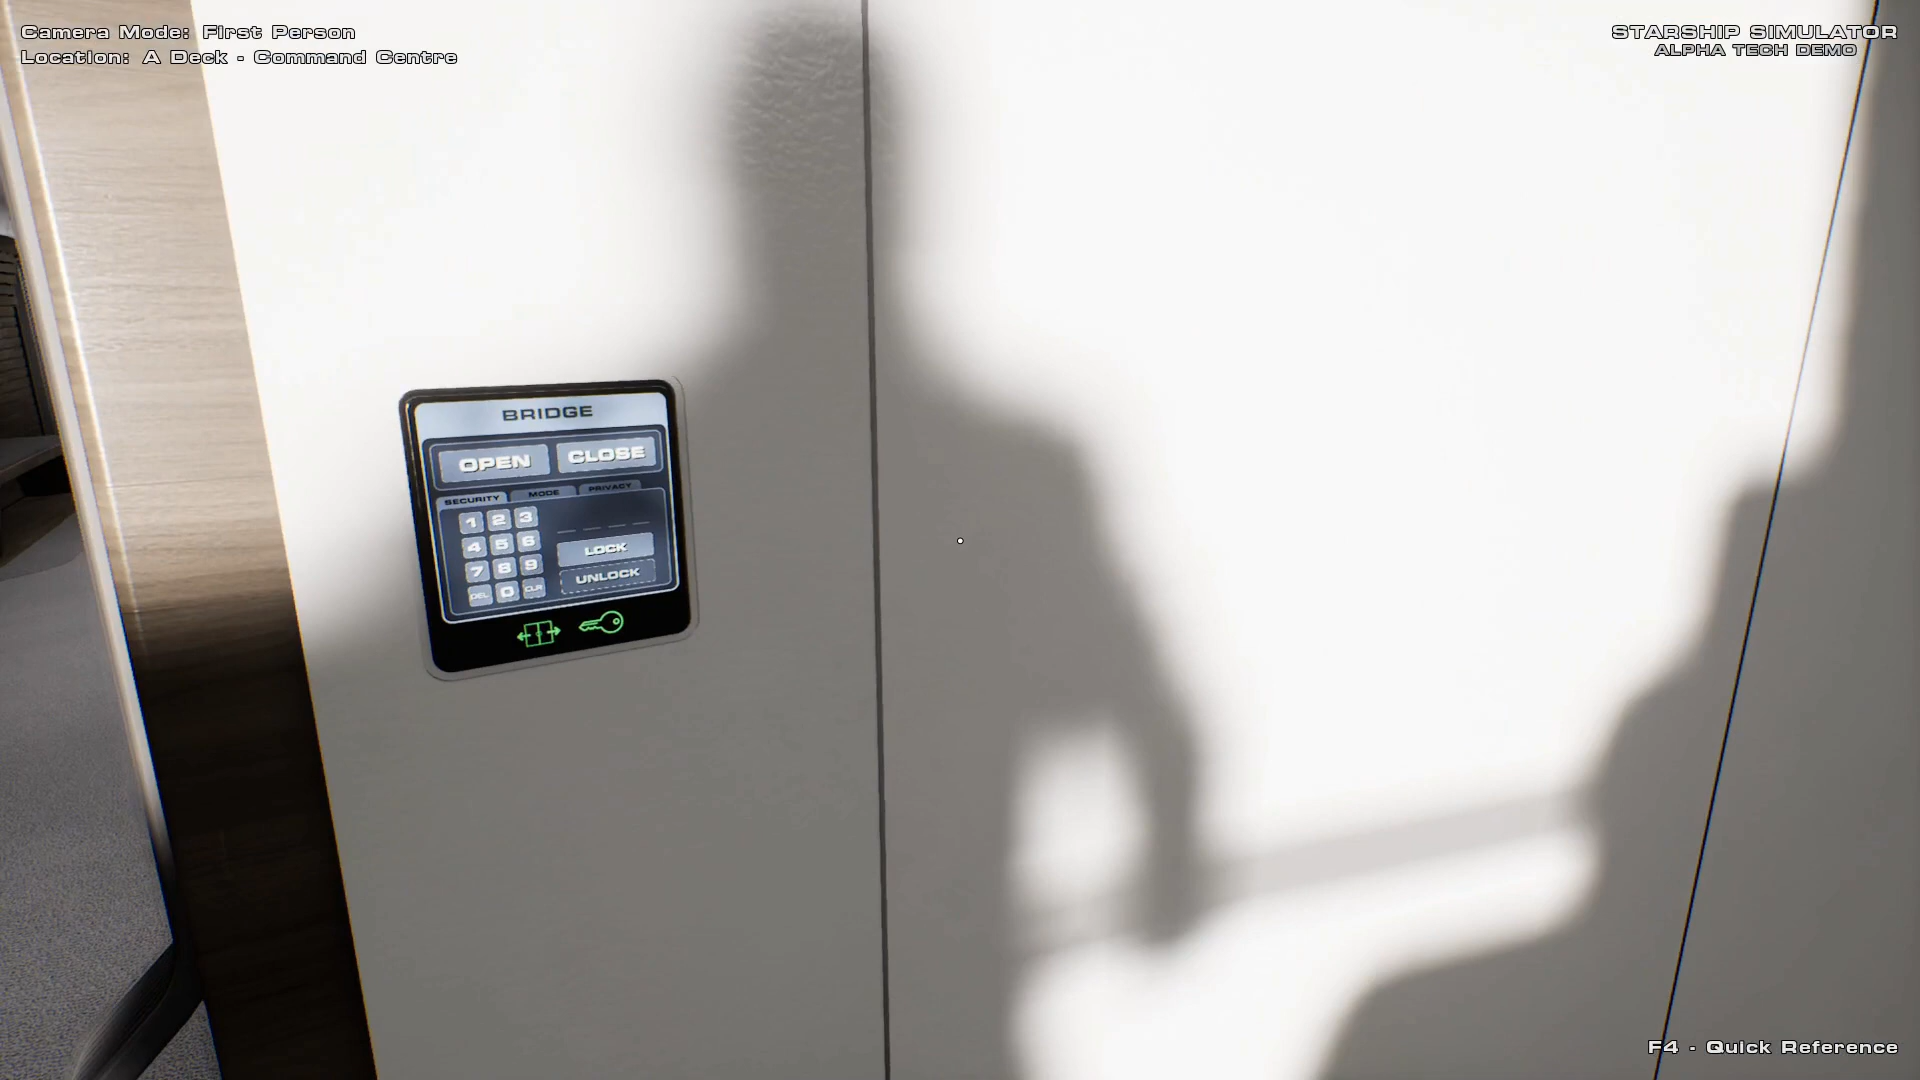 Camera Mode: First Person
Location: A Deck - Command Centre
STARSHIP SIMULATOR
ALPHA TECH DEMO
BRIDGE
OPEN CLOSE
SECURITY MODE PRIVACY
1 2 3
4 5 6
LOCK
7 8 9
UNLOCK
DEL 0 CLR
F4 - Quick Reference